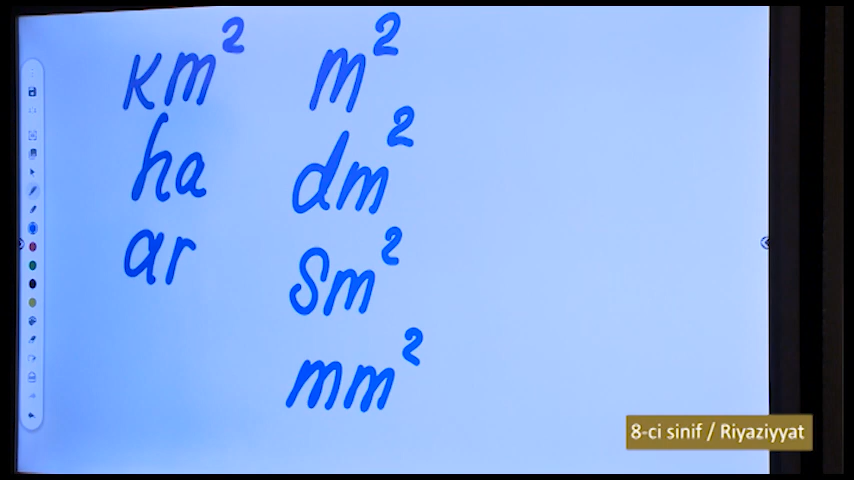 km²
ha
ar
m²
dm²
sm²
mm²
8-ci sinif / Riyaziyyat